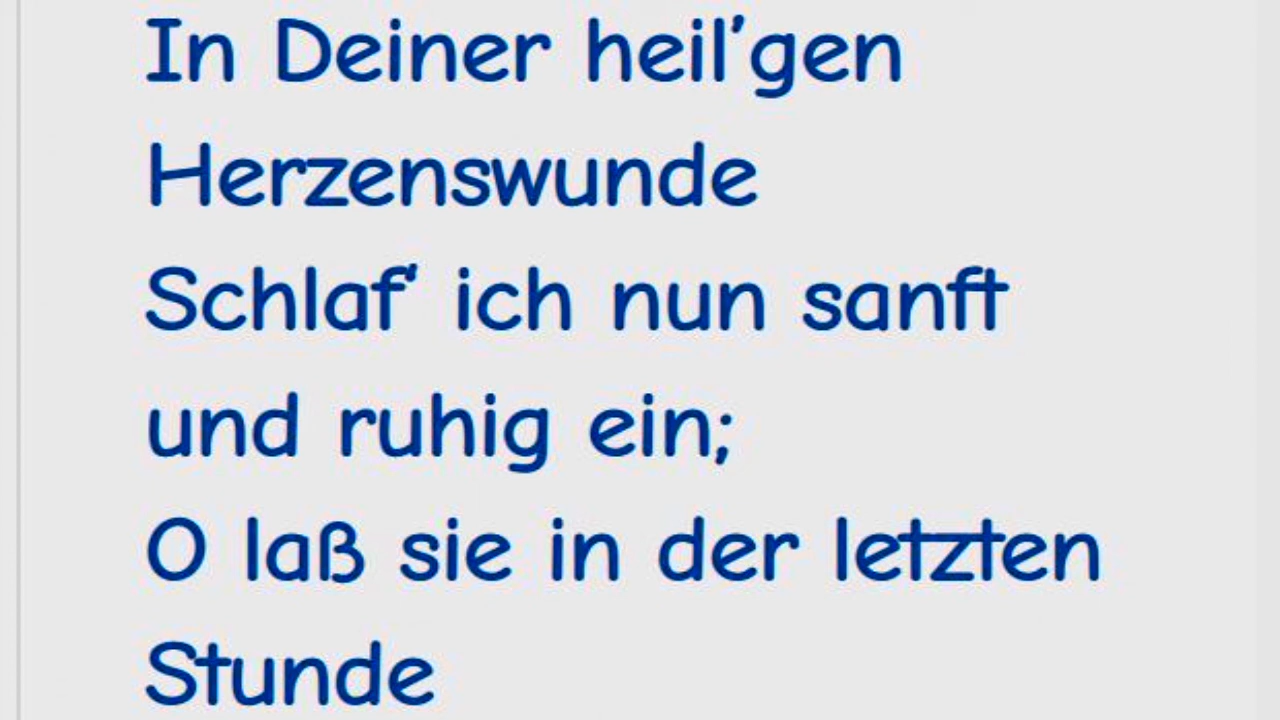 In Deiner heil’gen
Herzenswunde
Schlaf’ ich nun sanft
und ruhig ein;
O laß sie in der letzten
Stunde